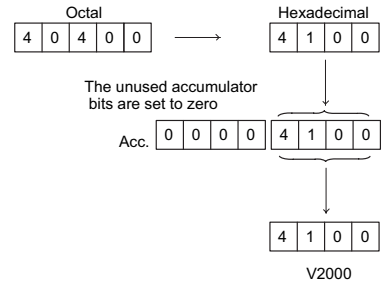 Octal
Hexadecimal
4 0 4 0 0
4 1 0 0
The unused accumulator
bits are set to zero
Acc. 0 0 0 0 4 1 0 0
4 1 0 0
V2000